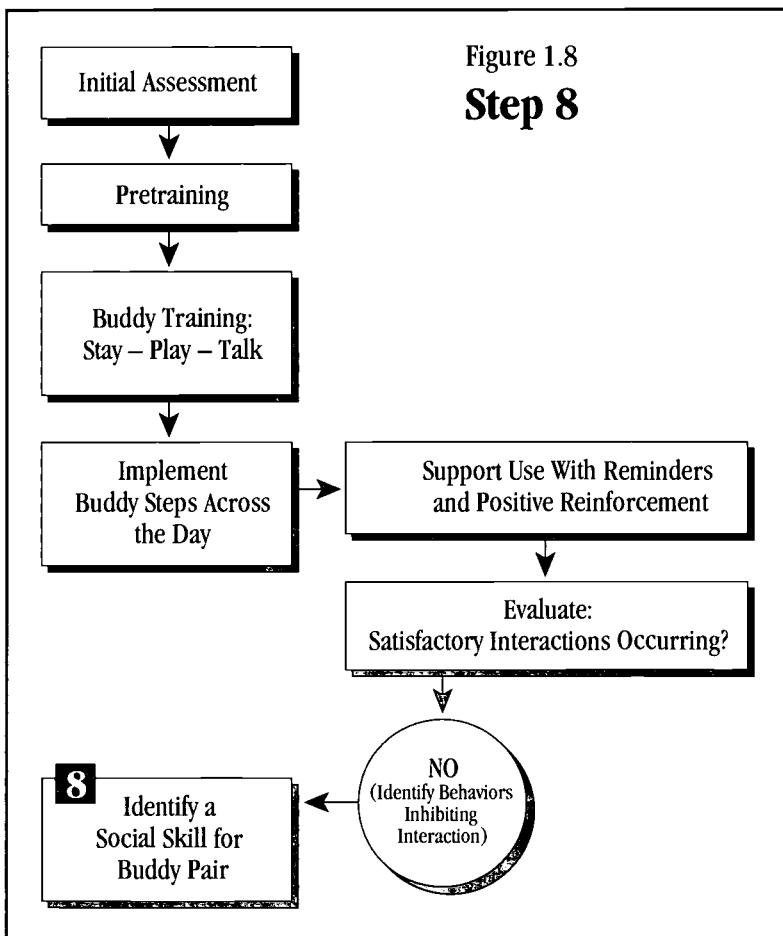 Figure 1.8
Step 8
Initial Assessment
Pretraining
Buddy Training:
Stay – Play – Talk
Implement
Buddy Steps Across
the Day
Support Use With Reminders
and Positive Reinforcement
Evaluate:
Satisfactory Interactions Occurring?
NO
(Identify Behaviors
Inhibiting
Interaction)
8
Identify a
Social Skill for
Buddy Pair